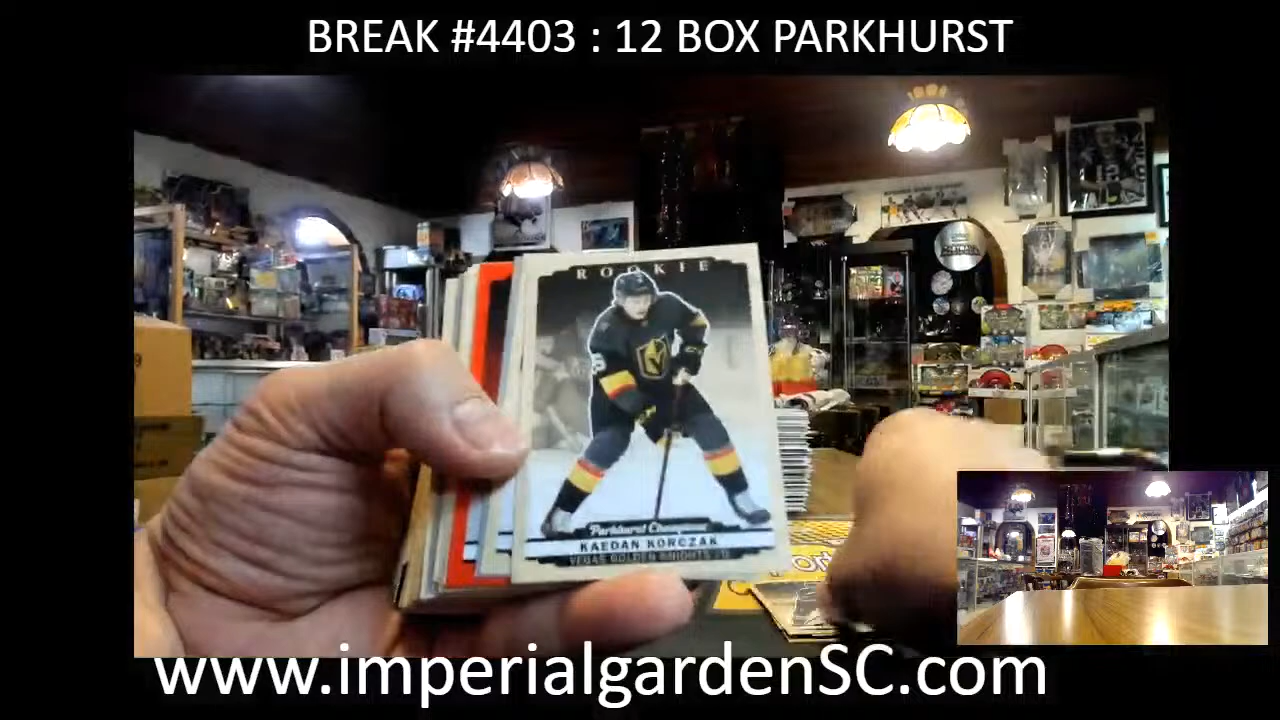 BREAK #4403 : 12 BOX PARKHURST
ROOKIE
Parkhurst Champions
KAEDAN KORCZAK
VEGAS GOLDEN KNIGHTS
www.imperialgardenSC.com